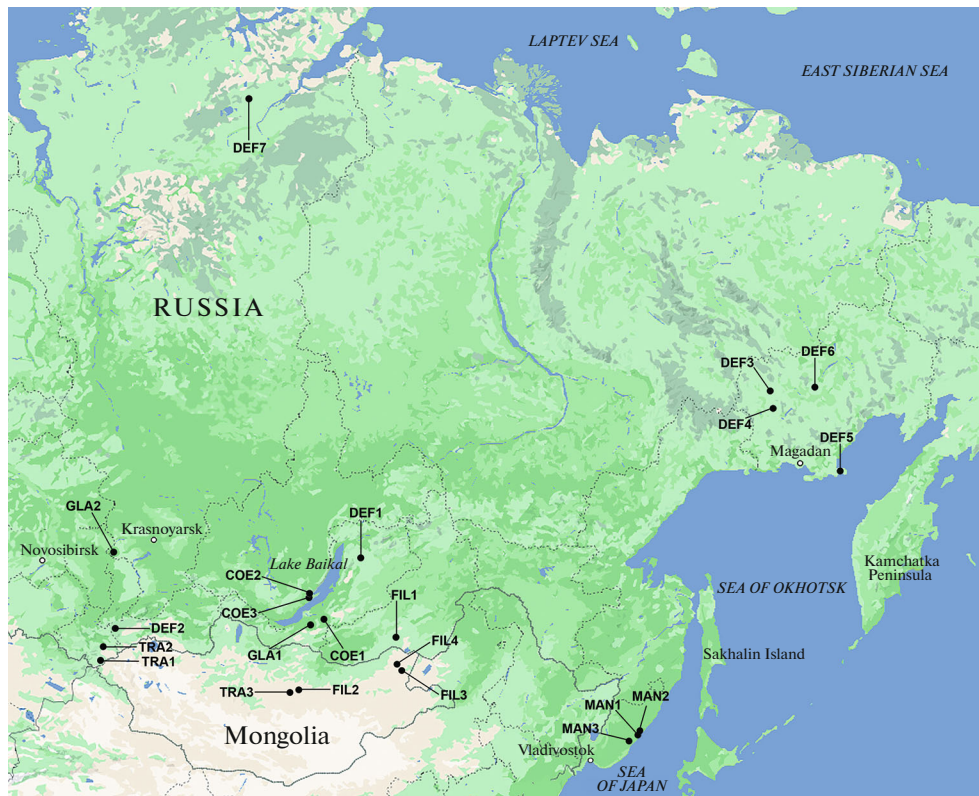 LAPTEV SEA
EAST SIBERIAN SEA
DEF7
RUSSIA
DEF3
DEF6
DEF4
DEF5
Magadan
GLA2
Krasnoyarsk
Novosibirsk
DEF1
Lake Baikal
COE2
COE3
SEA OF OKHOTSK
Kamchatka
Peninsula
FIL1
DEF2
TRA2
TRA1
GLA1
COE1
FIL4
Sakhalin Island
TRA3
FIL2
FIL3
MAN2
MAN1
MAN3
Mongolia
Vladivostok
SEA
OF JAPAN